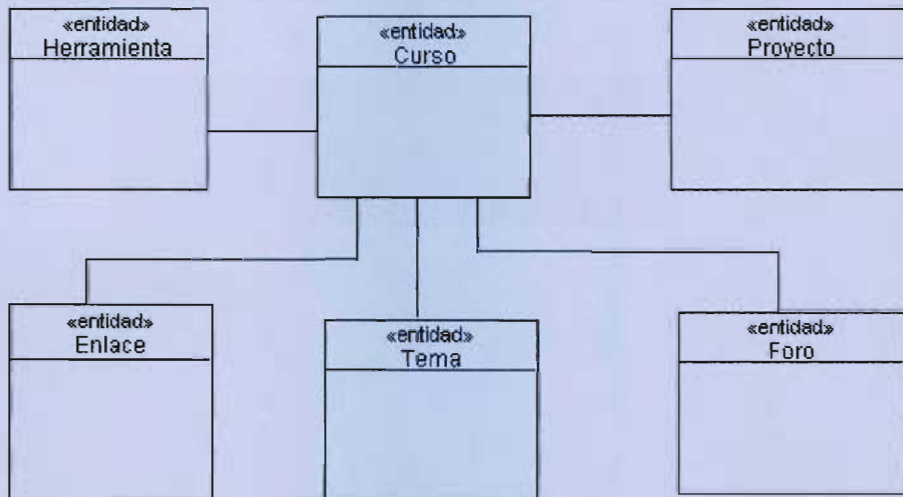 «entidad»
Herramienta
«entidad»
Curso
«entidad»
Proyecto
«entidad»
Enlace
«entidad»
Tema
«entidad»
Foro